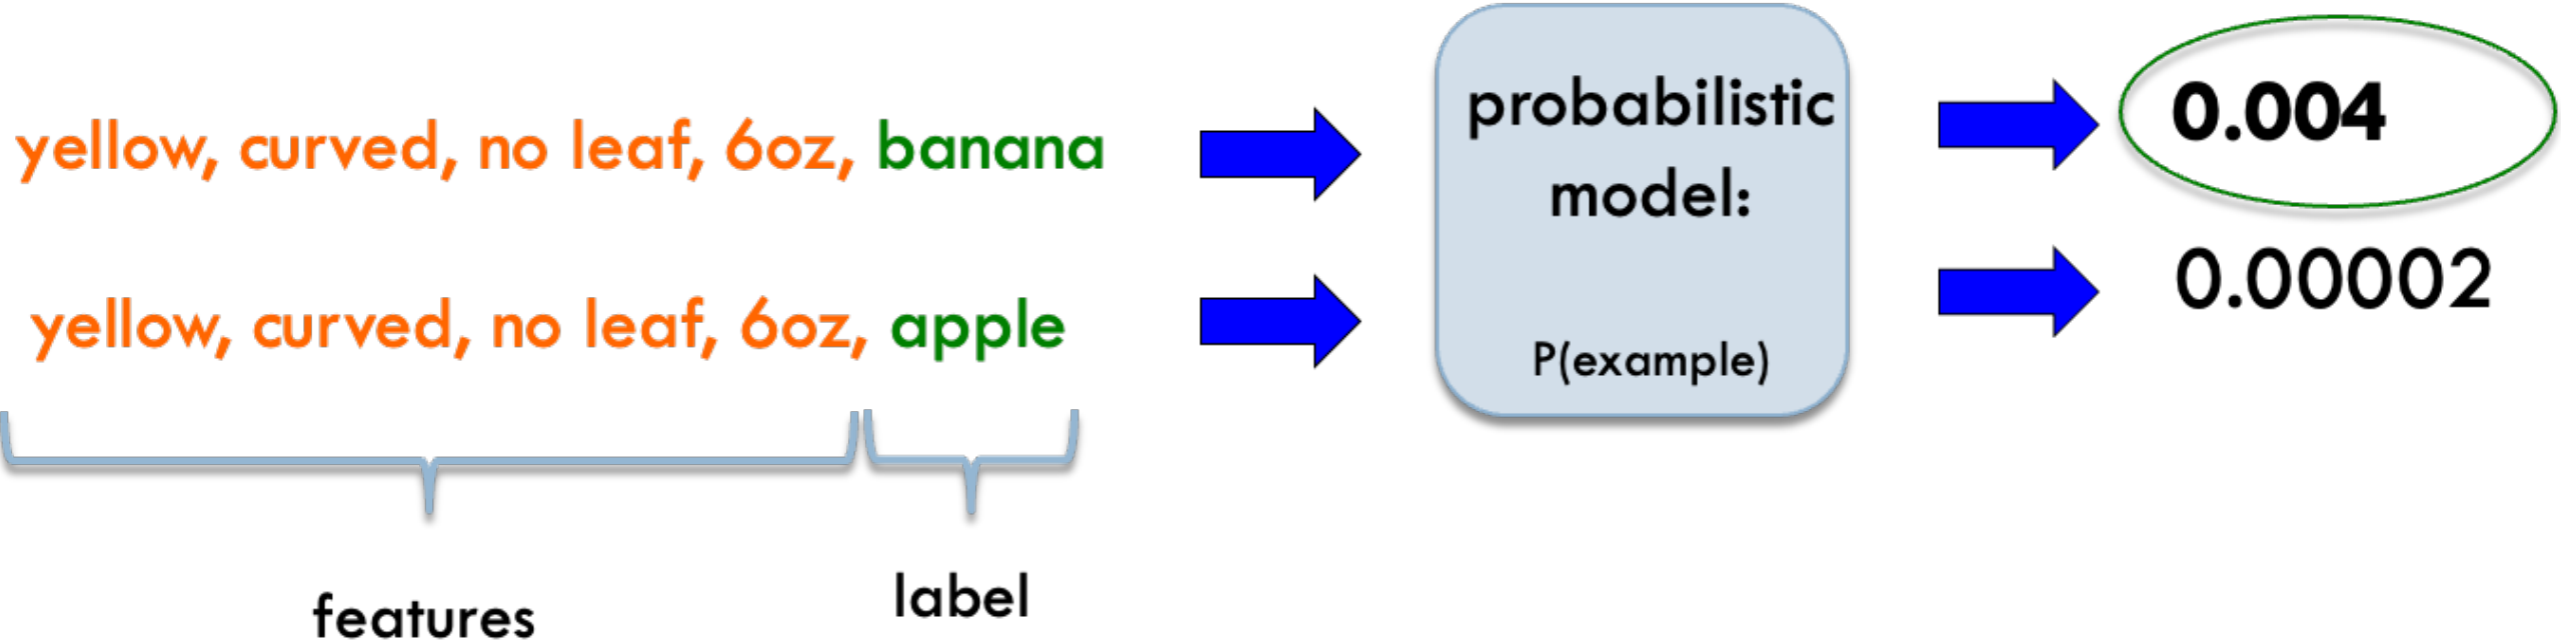 yellow, curved, no leaf, 6oz, banana
yellow, curved, no leaf, 6oz, apple
features
label
probabilistic
model:
P(example)
0.004
0.00002